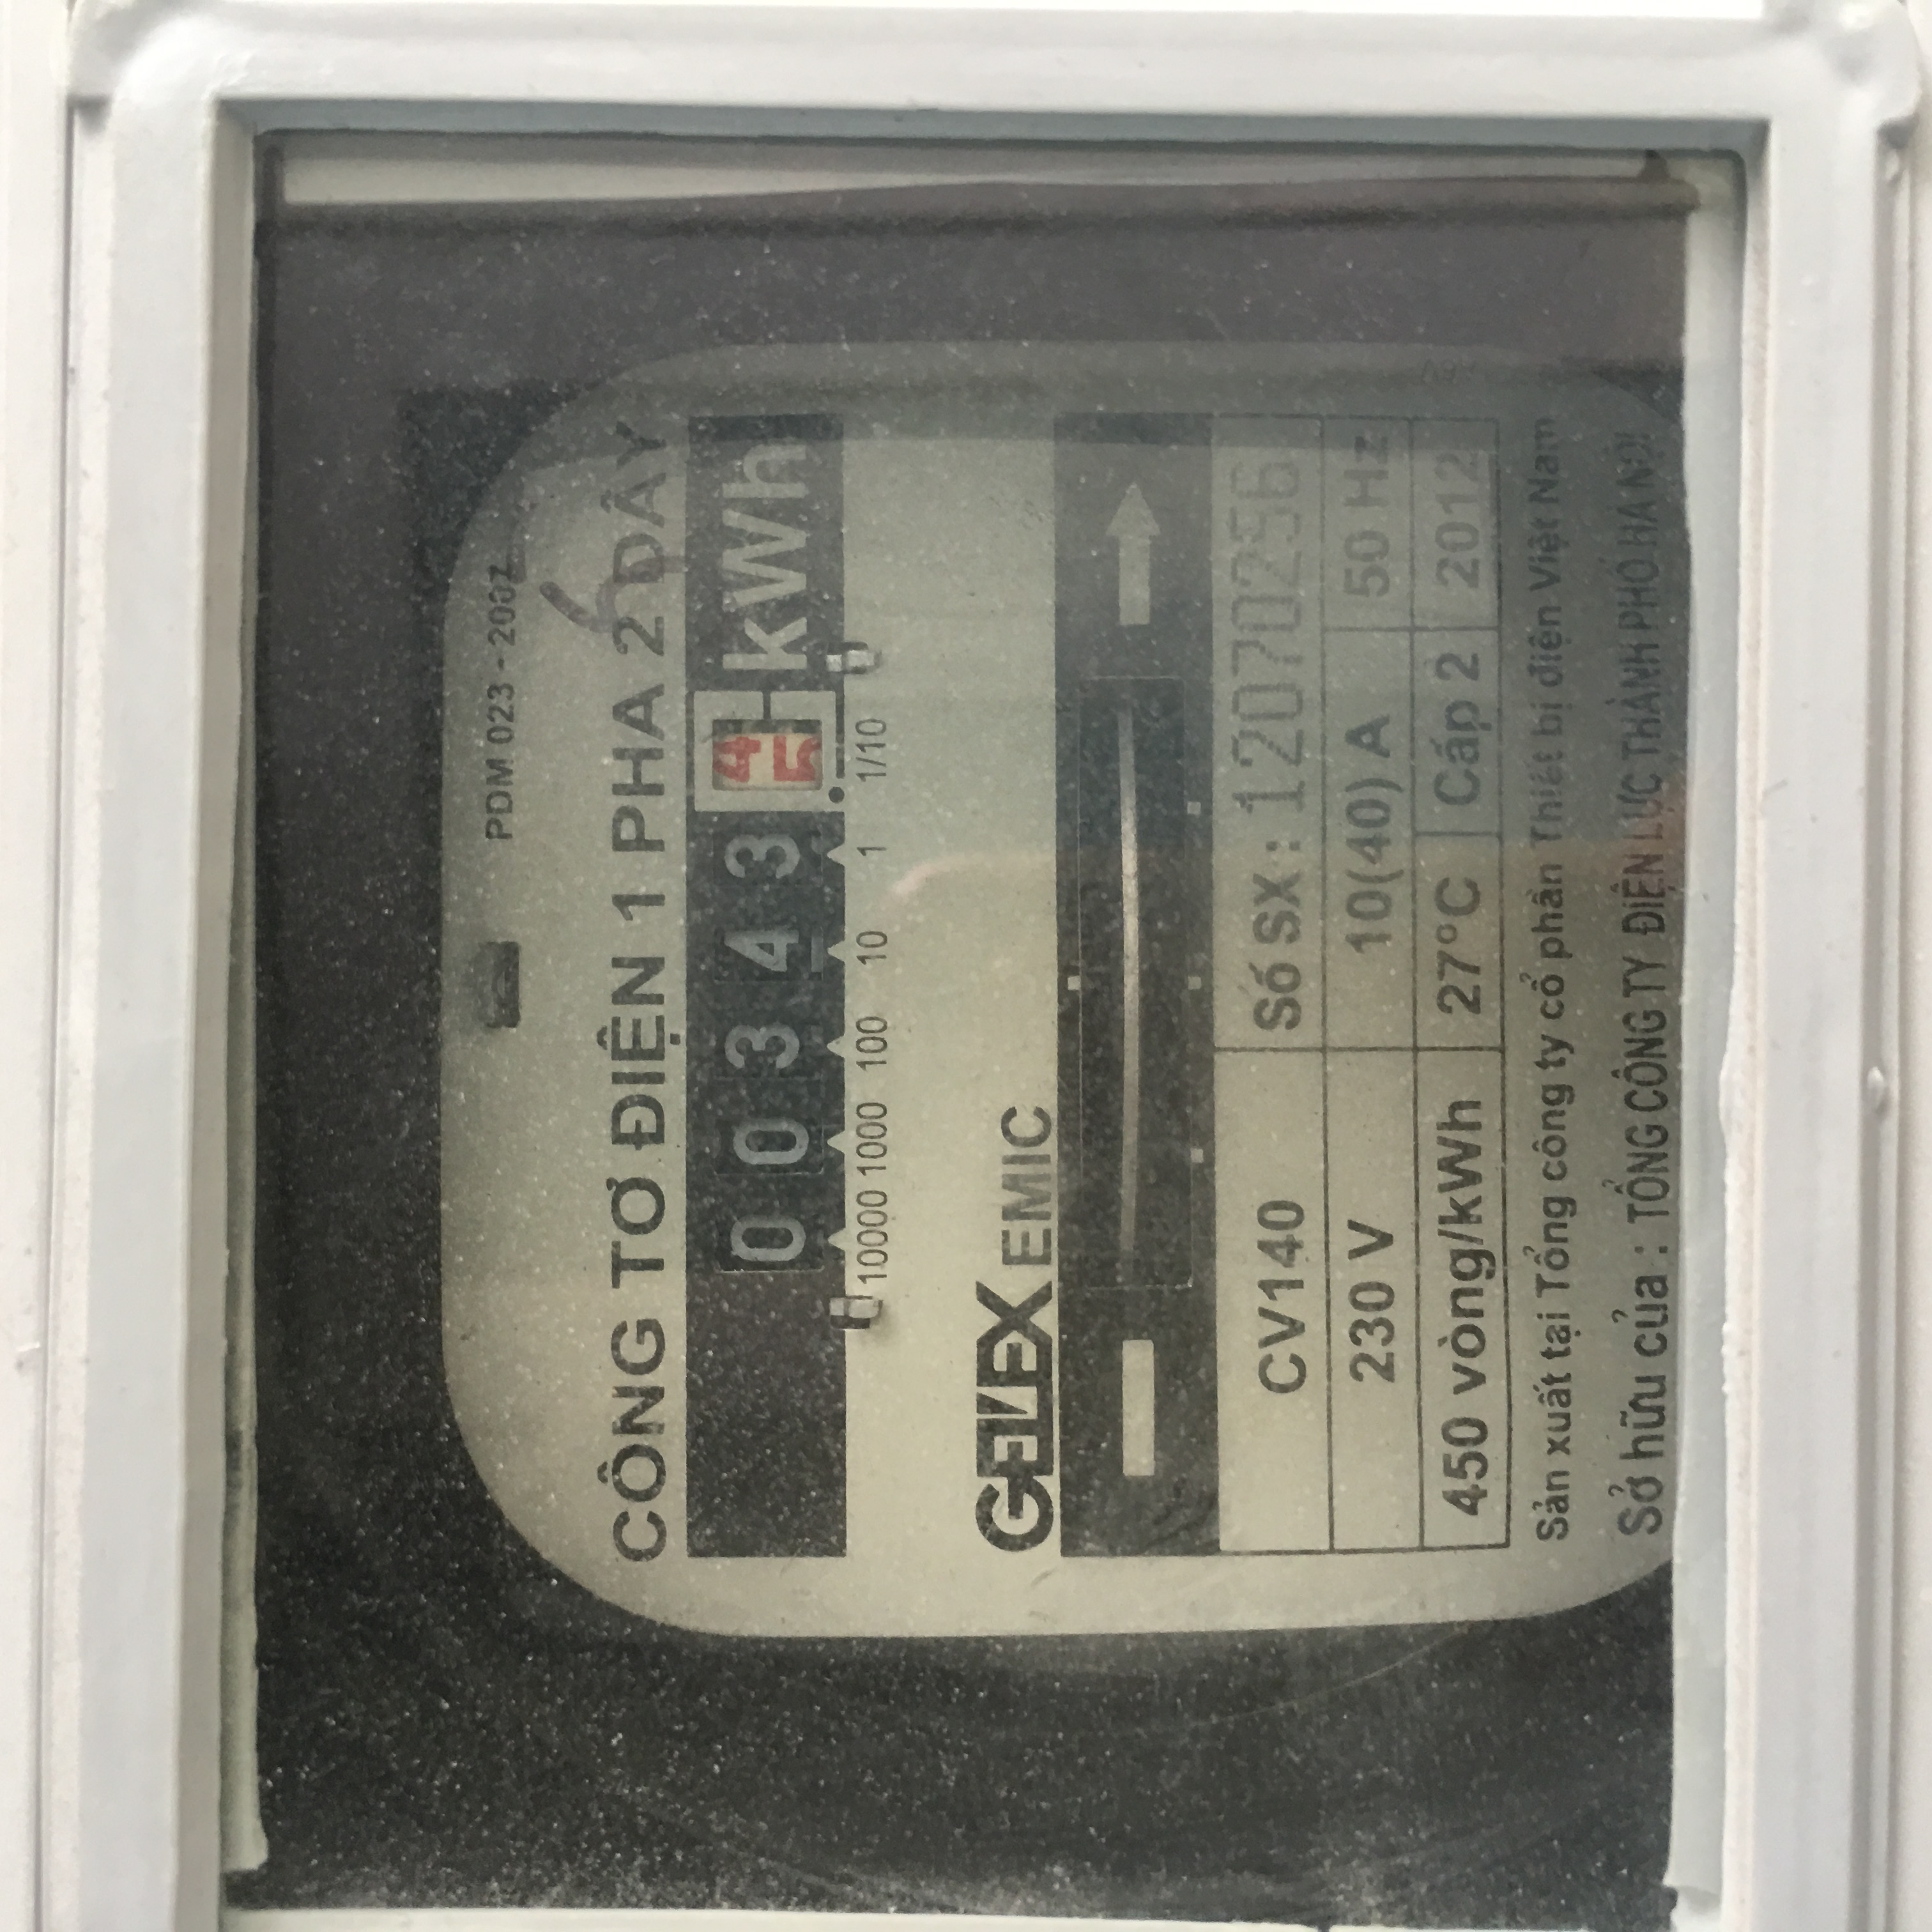 PDM 023 - 2007
6
CÔNG TƠ ĐIỆN 1 PHA 2 DÂY
0 0 3 4 3 4 kWh
5
10000 1000 100 10 1 1/10
GELEX EMIC
CV140 Số SX : 12070256
230 V 10(40) A 50 Hz
450 vòng/kWh 27°C Cấp 2 2012
Sản xuất tại Tổng công ty cổ phần Thiết bị điện Việt Nam
Sở hữu của : TỔNG CÔNG TY ĐIỆN LỰC THÀNH PHỐ HÀ NỘI